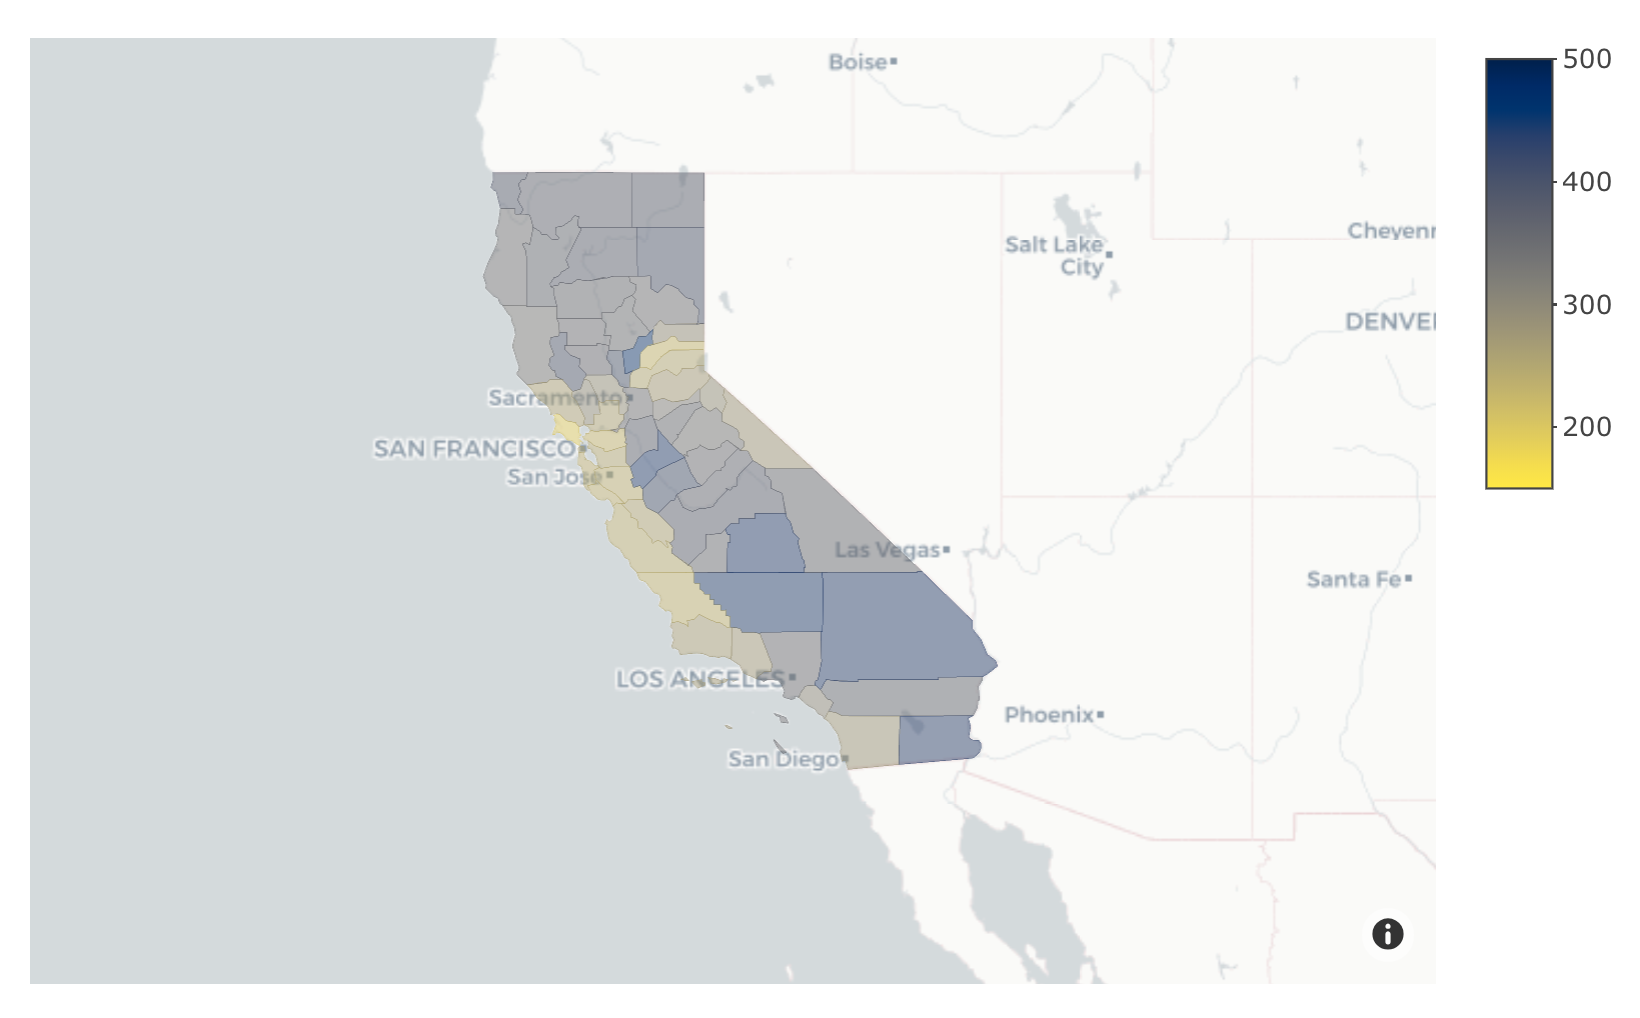 Boise
Salt Lake
City
Cheyenn
DENVE
Sacramento
SAN FRANCISCO
San Jose
Las Vegas
Santa Fe
LOS ANGELES
Phoenix
San Diego
500
400
300
200